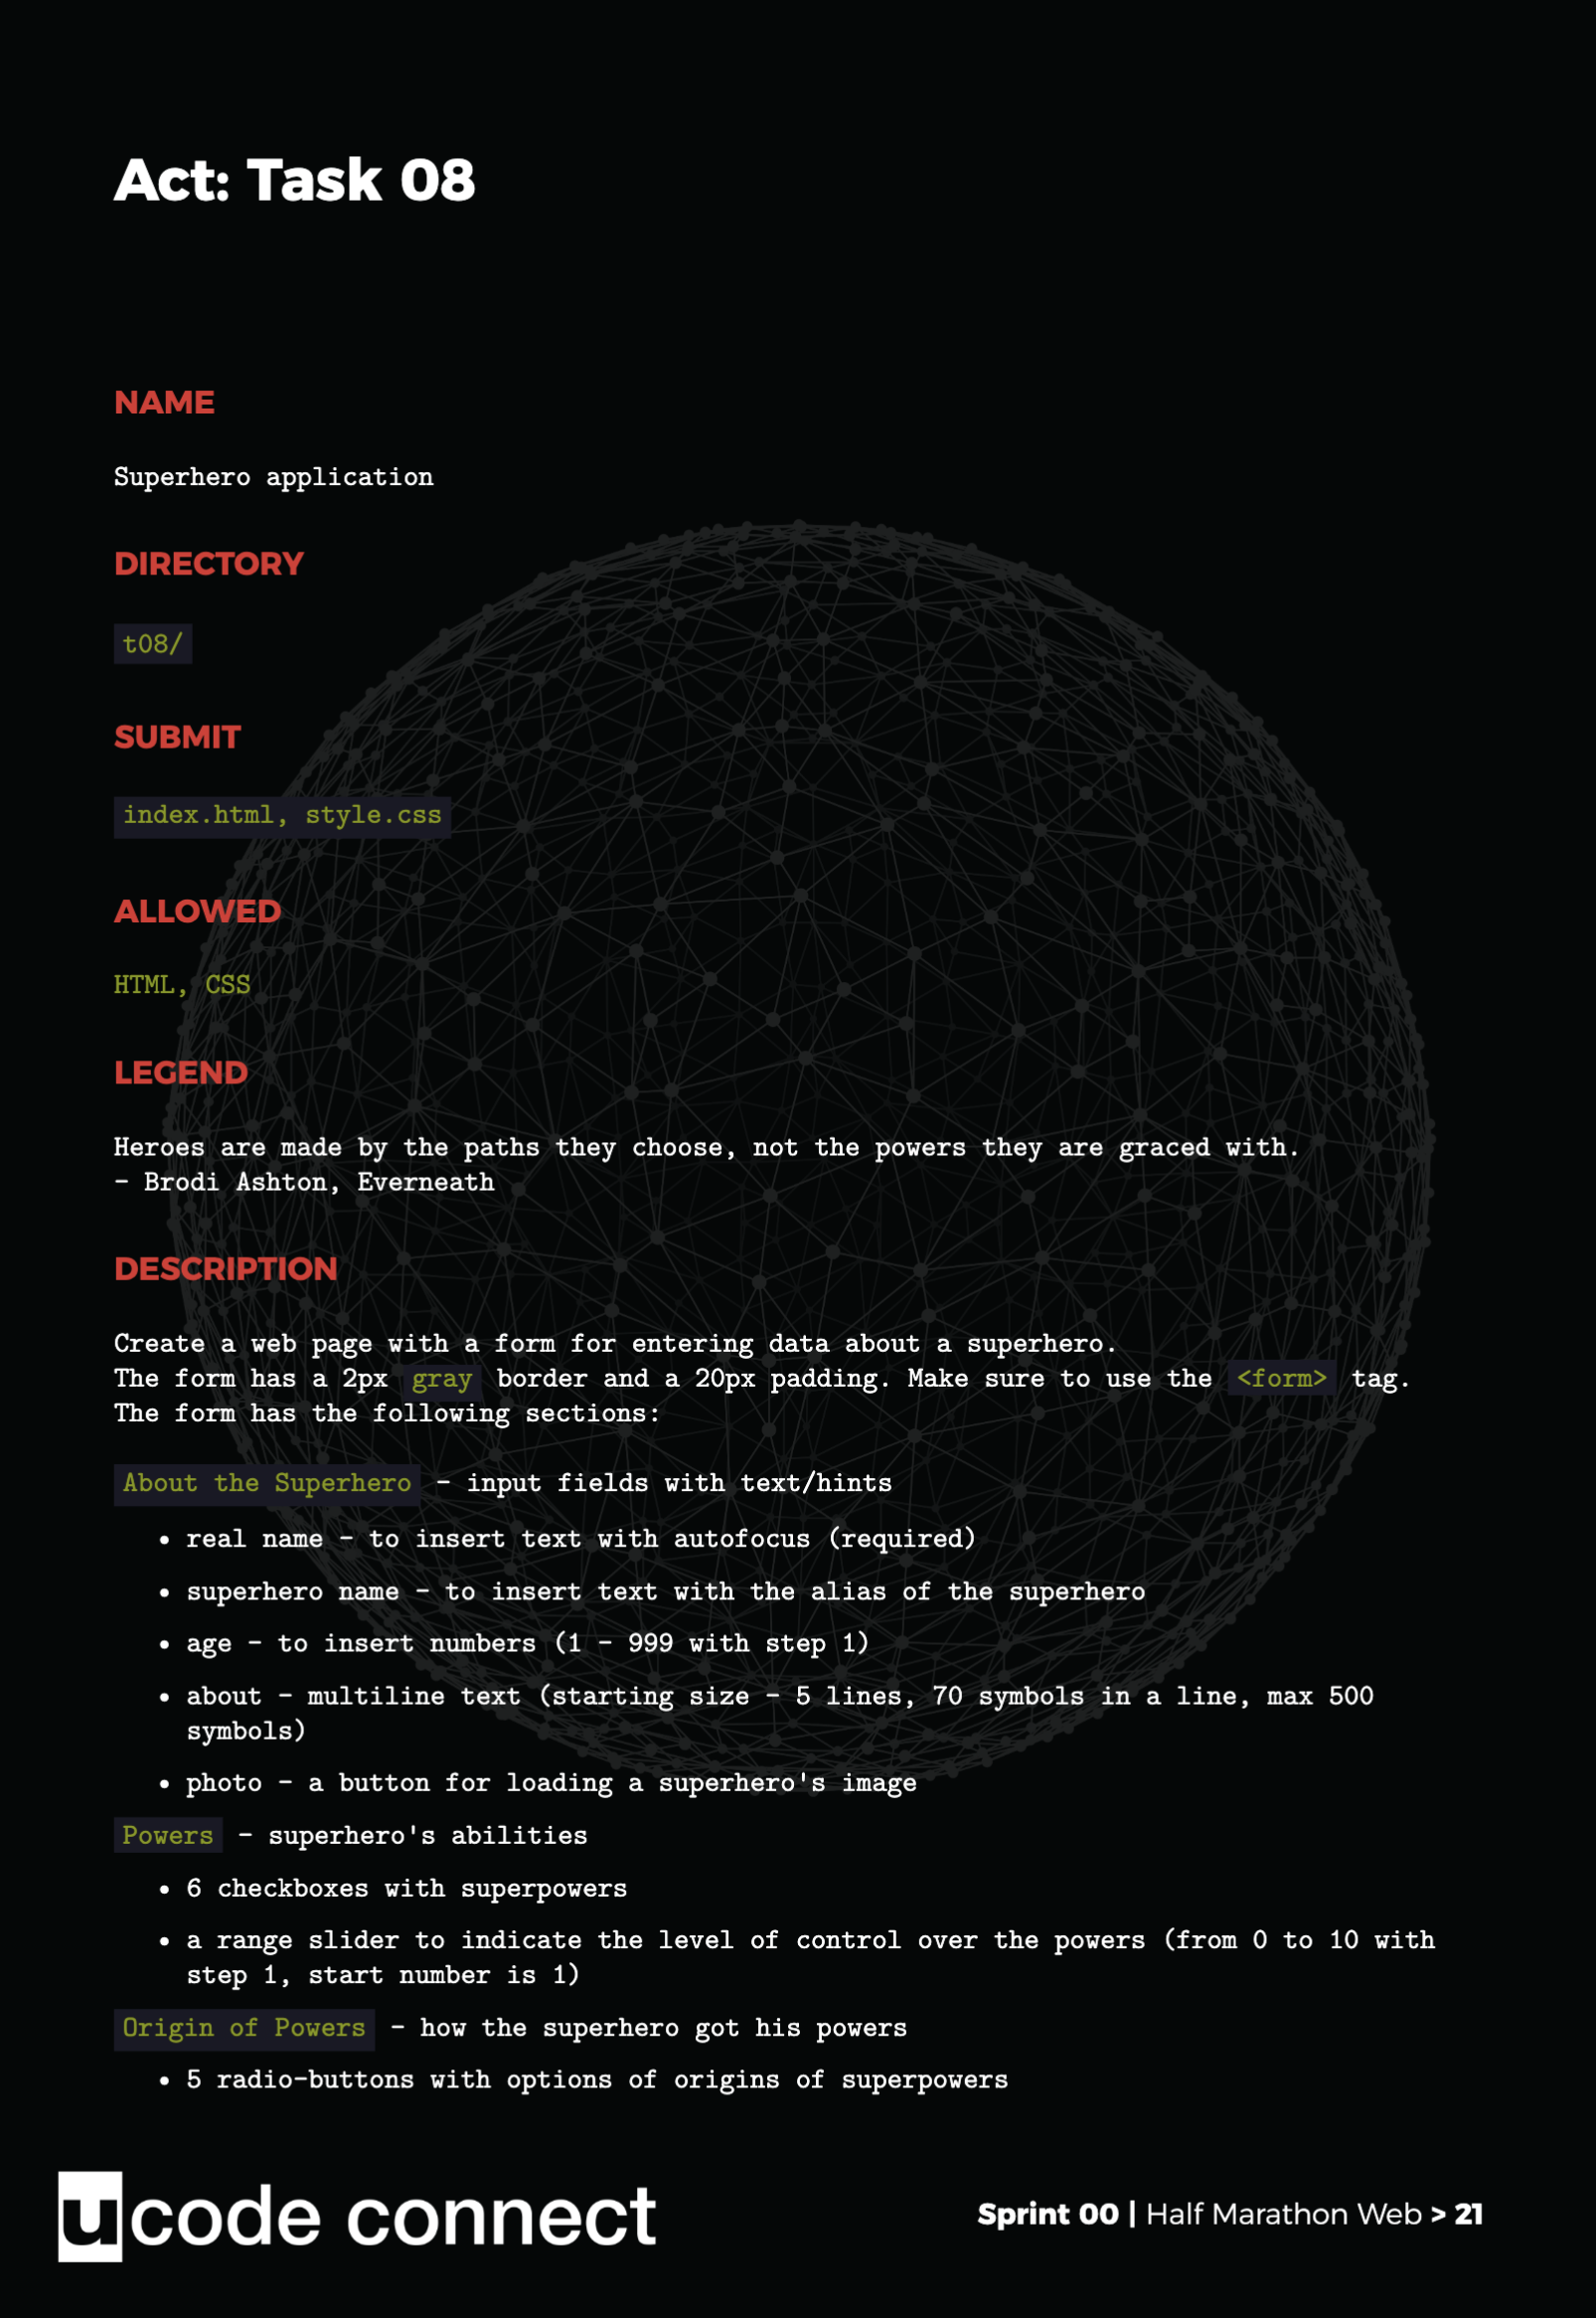 Act: Task 08
NAME
Superhero application
DIRECTORY
t08/
SUBMIT
index.html, style.css
ALLOWED
HTML, CSS
LEGEND
Heroes are made by the paths they choose, not the powers they are graced with.
- Brodi Ashton, Everneath
DESCRIPTION
Create a web page with a form for entering data about a superhero.
The form has a 2px gray border and a 20px padding. Make sure to use the <form> tag.
The form has the following sections:
About the Superhero - input fields with text/hints
• real name - to insert text with autofocus (required)
• superhero name - to insert text with the alias of the superhero
• age - to insert numbers (1 - 999 with step 1)
• about - multiline text (starting size - 5 lines, 70 symbols in a line, max 500
symbols)
• photo - a button for loading a superhero's image
Powers - superhero's abilities
• 6 checkboxes with superpowers
• a range slider to indicate the level of control over the powers (from 0 to 10 with
step 1, start number is 1)
Origin of Powers - how the superhero got his powers
• 5 radio-buttons with options of origins of superpowers
ucode connect
Sprint 00 | Half Marathon Web > 21